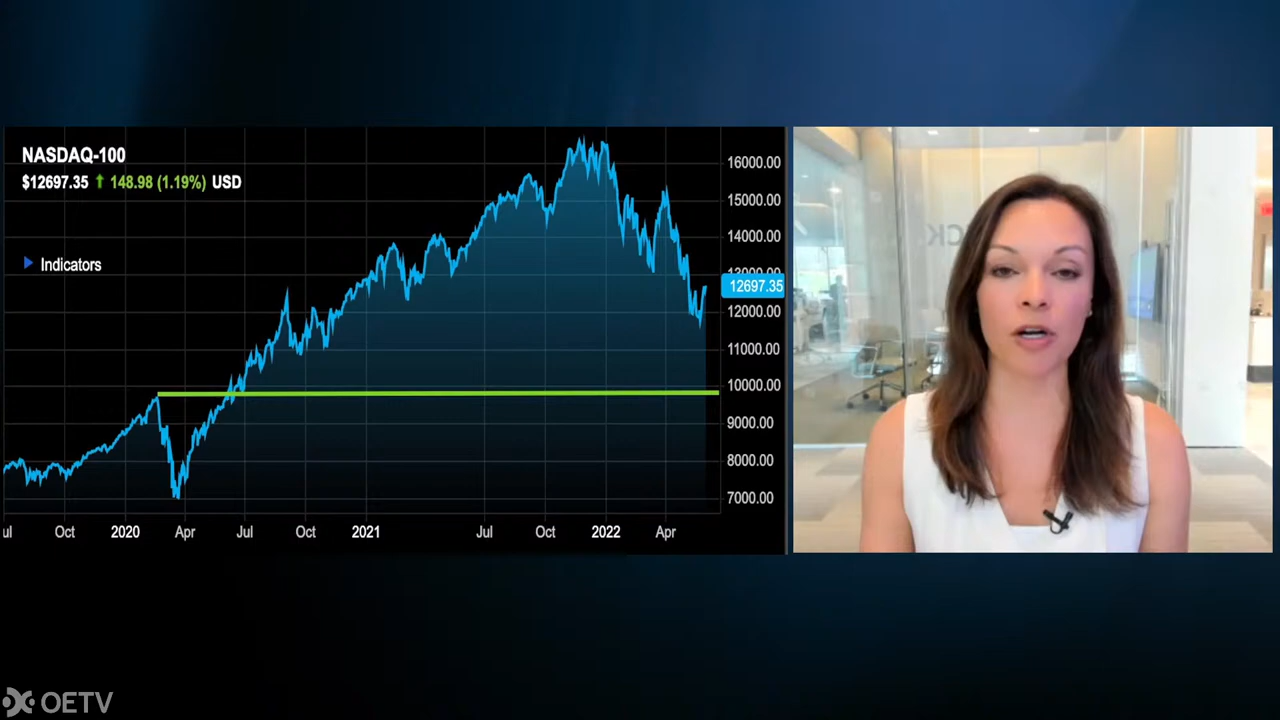 NASDAQ-100
$12697.35 ↑ 148.98 (1.19%) USD
Indicators
16000.00
15000.00
14000.00
13000.00
12697.35
12000.00
11000.00
10000.00
9000.00
8000.00
7000.00
ul Oct 2020 Apr Jul Oct 2021 Jul Oct 2022 Apr
OETV